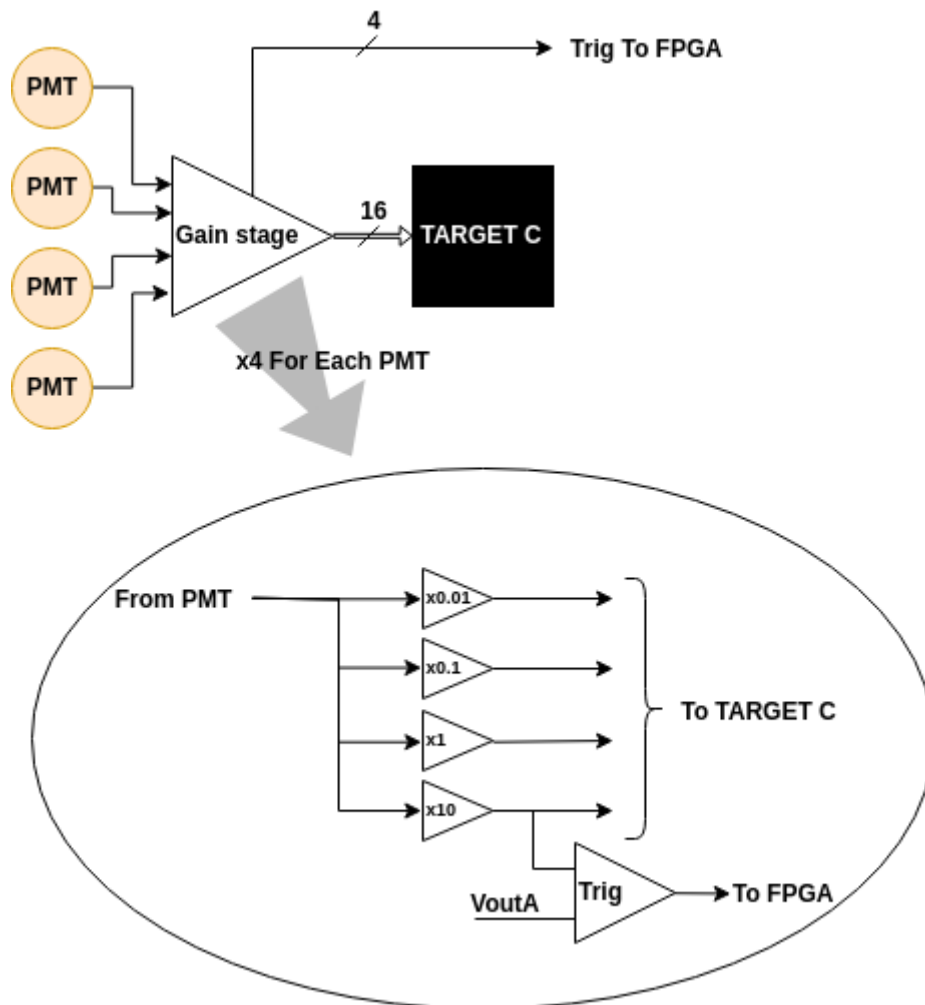 4
Trig To FPGA
PMT
PMT
PMT
PMT
Gain stage
16
TARGET C
x4 For Each PMT
From PMT
x0.01
x0.1
x1
x10
To TARGET C
Trig
VoutA
To FPGA